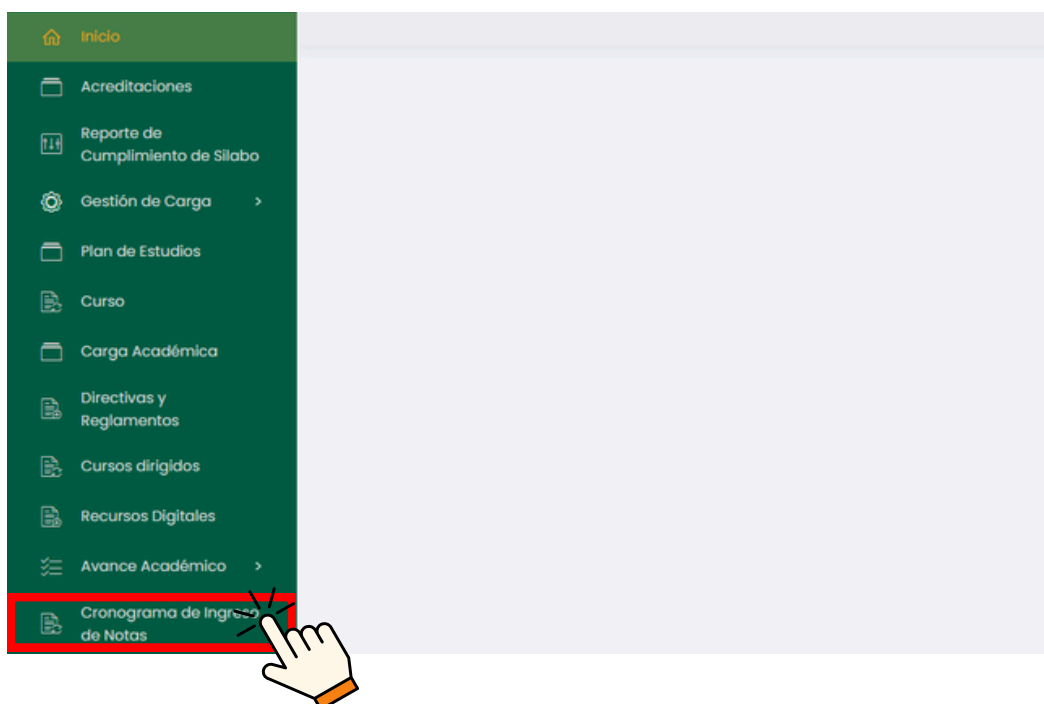 Inicio
Acreditaciones
Reporte de
Cumplimiento de Sílabo
Gestión de Carga >
Plan de Estudios
Curso
Carga Académica
Directivas y
Reglamentos
Cursos dirigidos
Recursos Digitales
Avance Académico >
Cronograma de Ingreso
de Notas